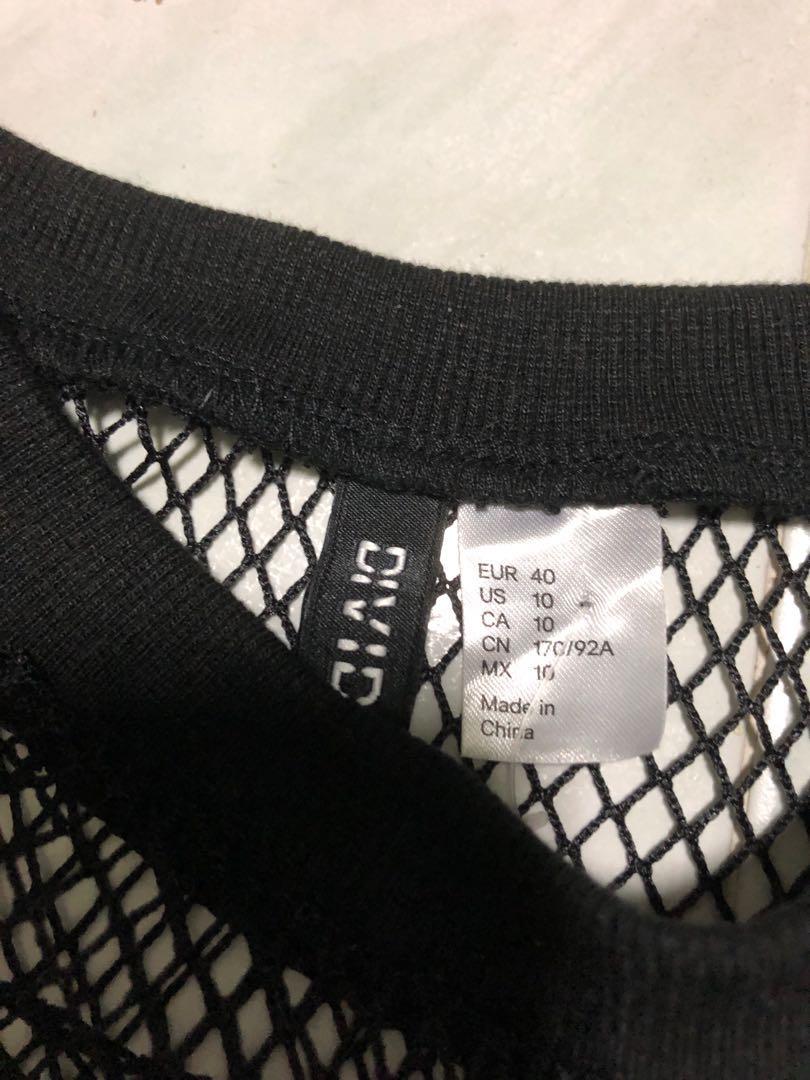 EUR 40
US 10
CA 10
CN 170/92A
MX 10
Made in
China